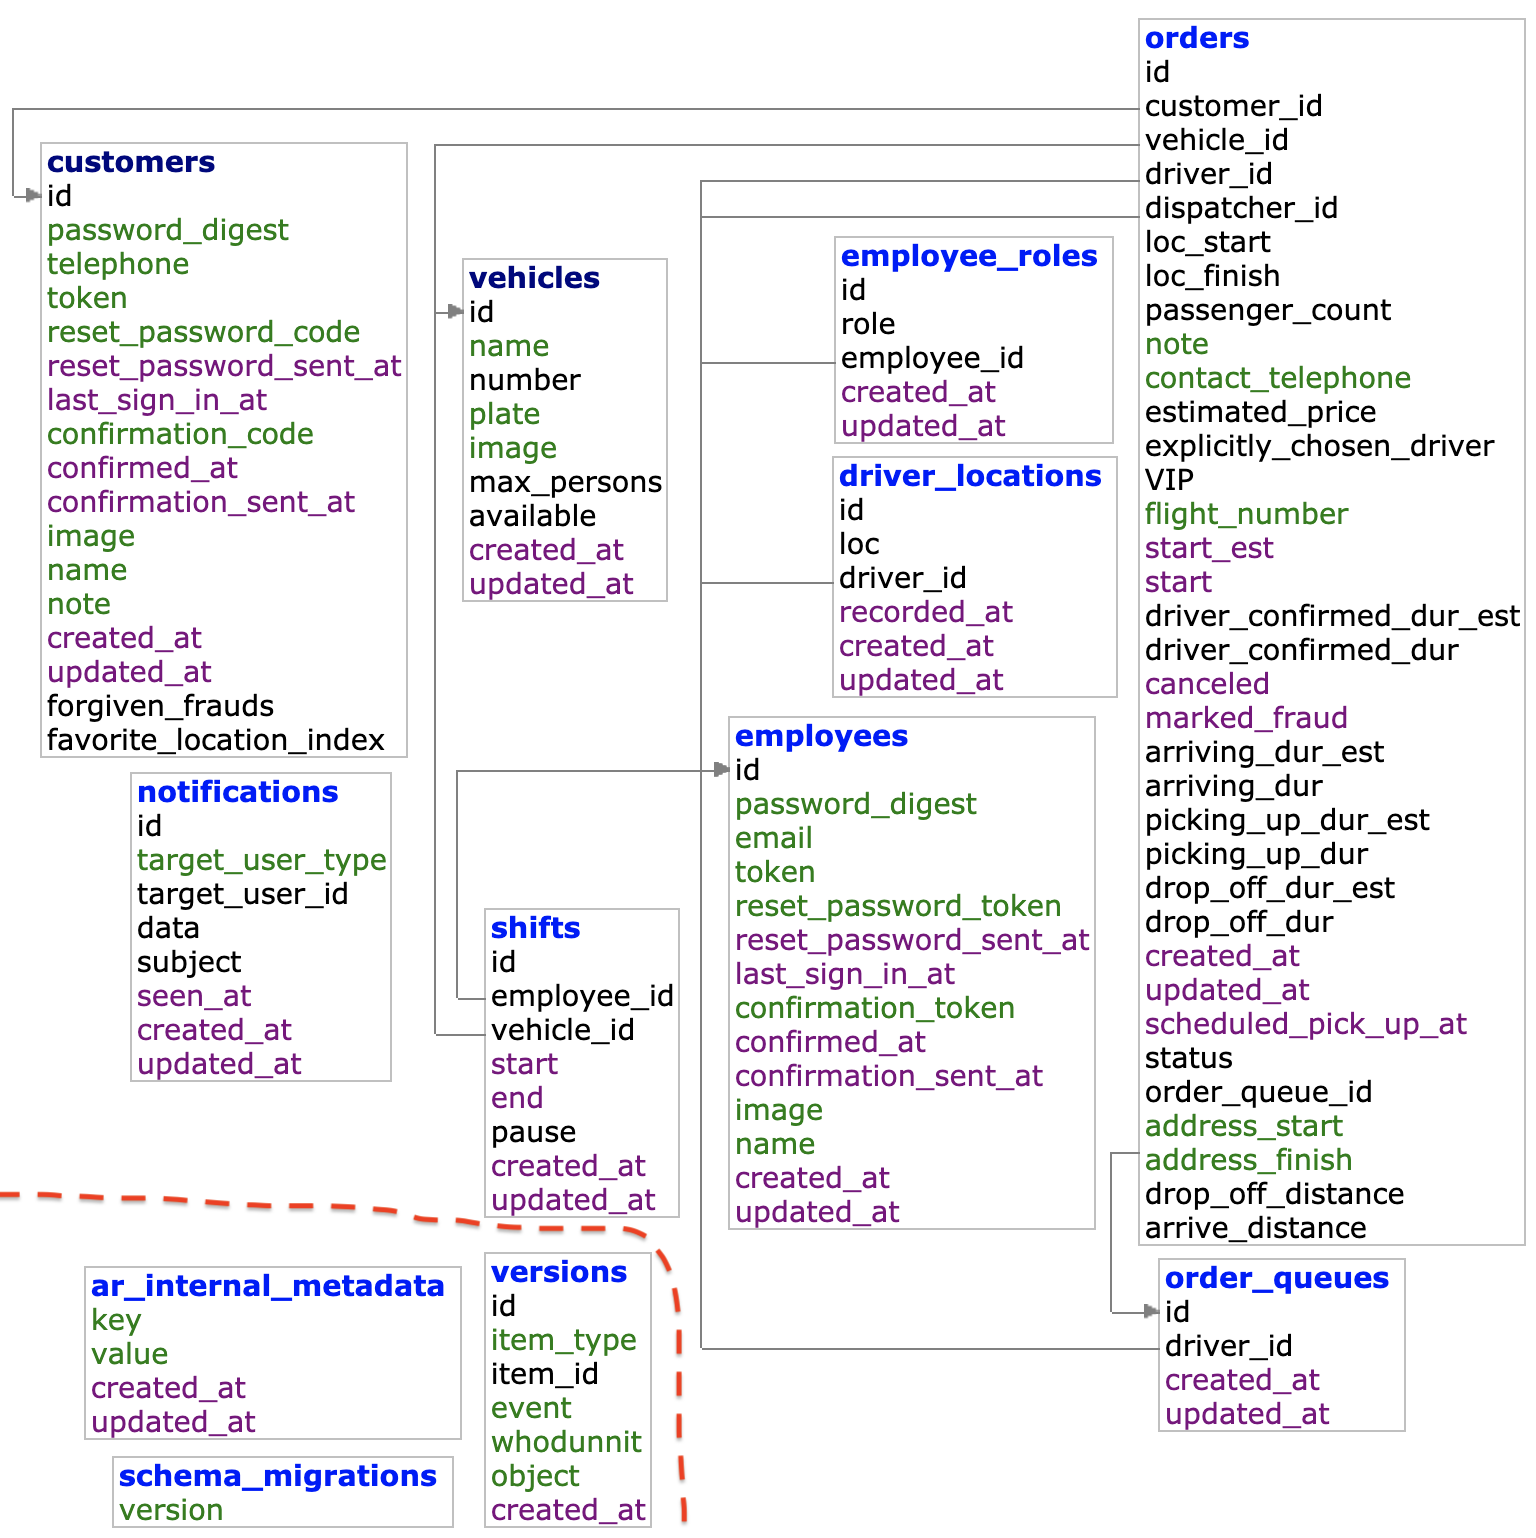 orders
id
customer_id
vehicle_id
driver_id
dispatcher_id
loc_start
loc_finish
passenger_count
note
contact_telephone
estimated_price
explicitly_chosen_driver
VIP
flight_number
start_est
start
driver_confirmed_dur_est
driver_confirmed_dur
canceled
marked_fraud
arriving_dur_est
arriving_dur
picking_up_dur_est
picking_up_dur
drop_off_dur_est
drop_off_dur
created_at
updated_at
scheduled_pick_up_at
status
order_queue_id
address_start
address_finish
drop_off_distance
arrive_distance
customers
id
password_digest
telephone
token
reset_password_code
reset_password_sent_at
last_sign_in_at
confirmation_code
confirmed_at
confirmation_sent_at
image
name
note
created_at
updated_at
forgiven_frauds
favorite_location_index
vehicles
id
name
number
plate
image
max_persons
available
created_at
updated_at
employee_roles
id
role
employee_id
created_at
updated_at
driver_locations
id
loc
driver_id
recorded_at
created_at
updated_at
employees
id
password_digest
email
token
reset_password_token
reset_password_sent_at
last_sign_in_at
confirmation_token
confirmed_at
confirmation_sent_at
image
name
created_at
updated_at
notifications
id
target_user_type
target_user_id
data
subject
seen_at
created_at
updated_at
shifts
id
employee_id
vehicle_id
start
end
pause
created_at
updated_at
ar_internal_metadata
key
value
created_at
updated_at
schema_migrations
version
versions
id
item_type
item_id
event
whodunnit
object
created_at
order_queues
id
driver_id
created_at
updated_at